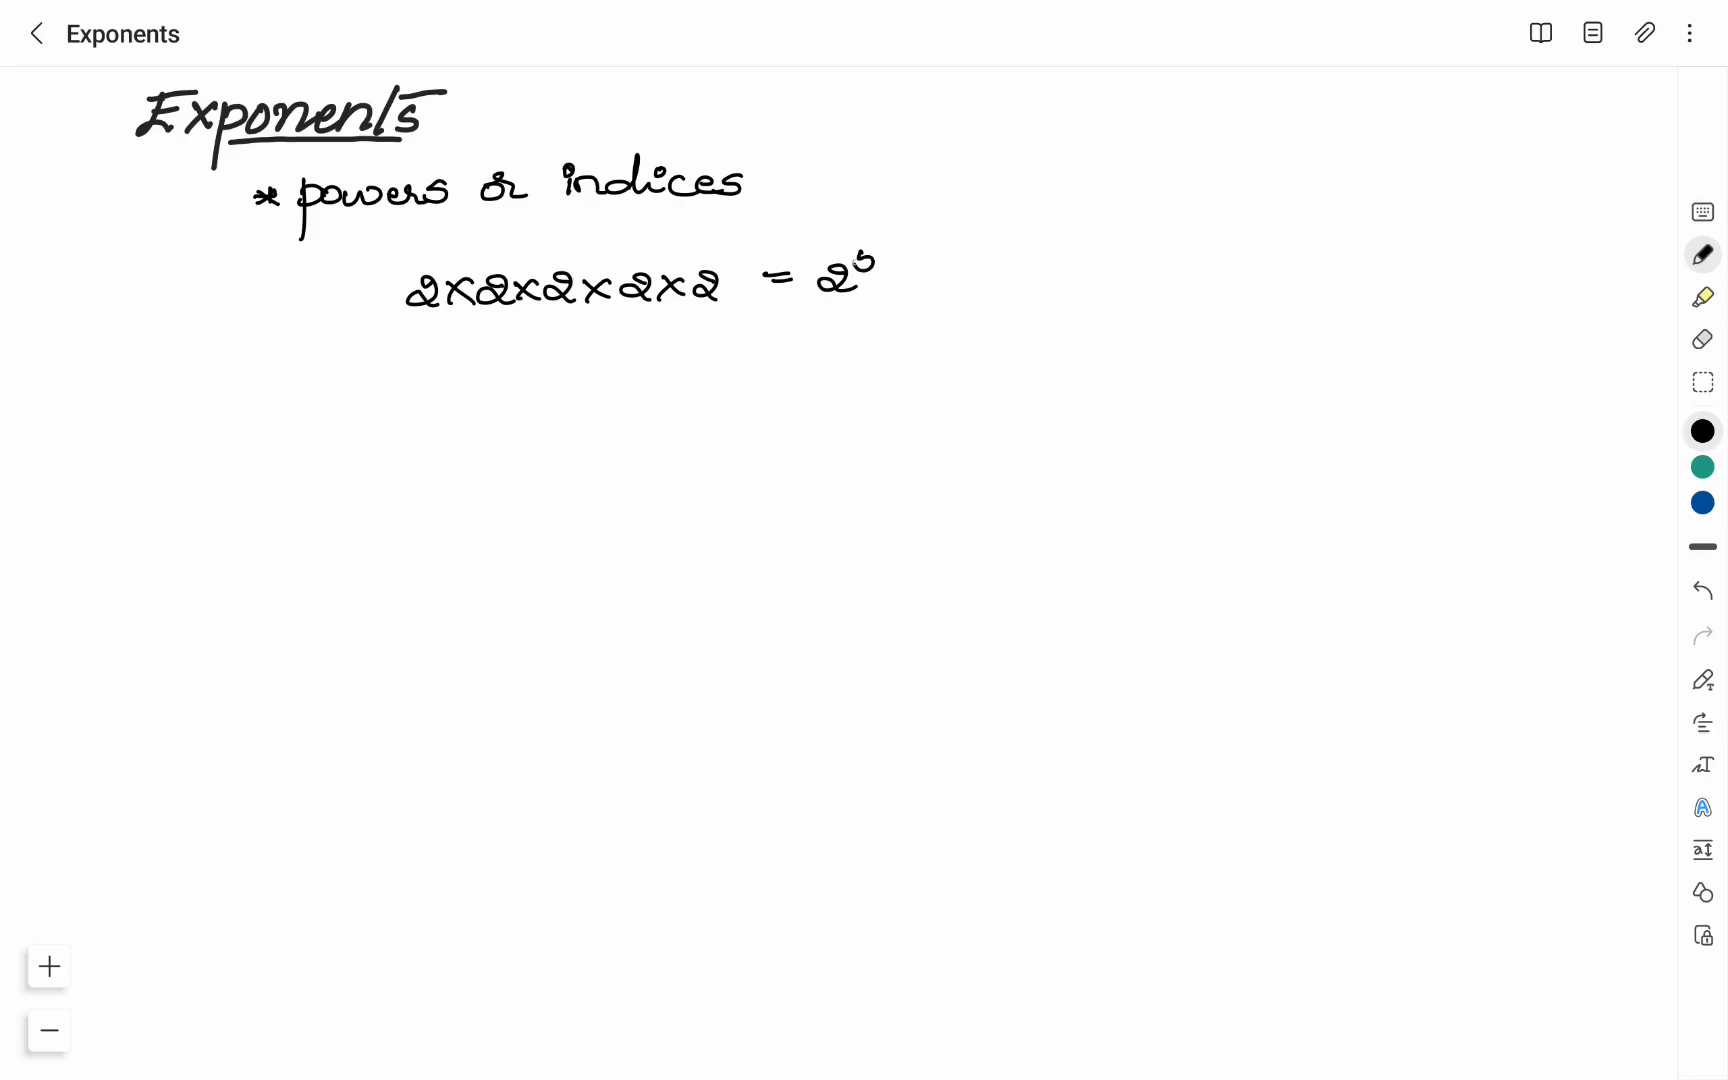 Exponents
Exponents
* powers or indices
2×2×2×2×2 = 2⁵